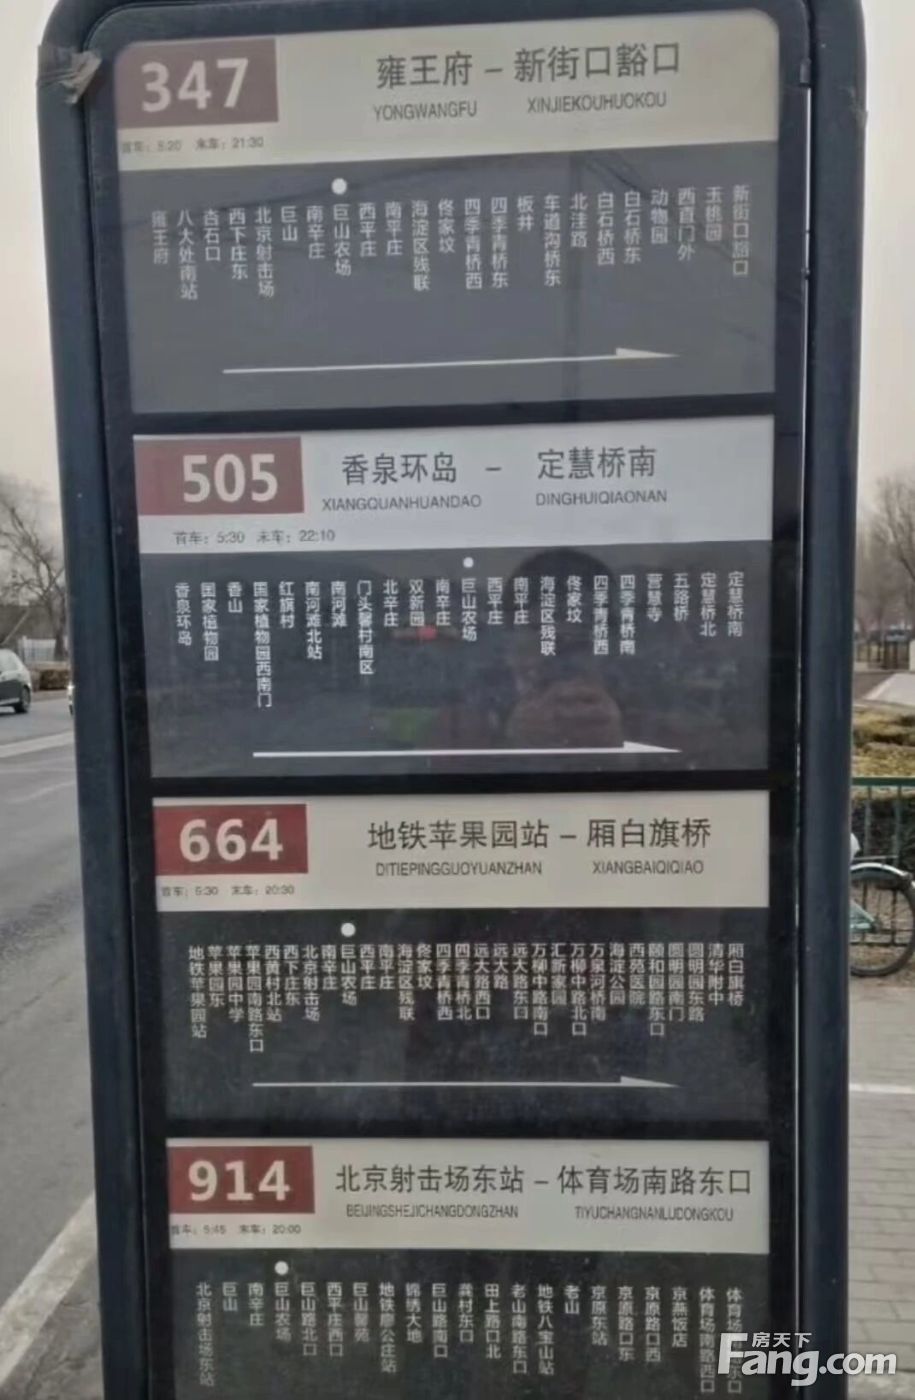 347
雍王府 – 新街口豁口
YONGWANGFU XINJIEKOUHUOKOU
首车: 5:20 末车: 21:30
雍王府
八大处南站
杏石口
西下庄东
北京射击场
巨山
南辛庄
巨山农场
西平庄
南平庄
海淀区残联
佟家坟
四季青桥西
四季青桥东
板井
车道沟桥东
北洼路
白石桥西
白石桥东
动物园
西直门外
玉桃园
新街口豁口
505
香泉环岛 – 定慧桥南
XIANGQUANHUANDAO DINGHUIQIAONAN
首车: 5:30 末车: 22:10
香泉环岛
国家植物园
香山
国家植物园西南门
红旗村
南河滩北站
南河滩
门头馨村南区
北辛庄
双新园
南辛庄
巨山农场
西平庄
南平庄
海淀区残联
佟家坟
四季青桥西
四季青桥南
营慧寺
五路桥
定慧桥北
定慧桥南
664
地铁苹果园站 – 厢白旗桥
DITIEPINGGUOYUANZHAN XIANGBAIQIQIAO
首车: 5:30 末车: 20:30
地铁苹果园站
苹果园东
苹果园中学
苹果园南路东口
西黄村北站
西下庄东
北京射击场
南辛庄
巨山农场
西平庄
南平庄
海淀区残联
佟家坟
四季青桥西
四季青桥北
远大路西口
远大路
远大路东口
万柳中路南口
汇新家园
万柳中路北口
万泉河桥南
海淀公园
西苑医院
颐和园路东口
圆明园南门
圆明园东路
清华附中
厢白旗桥
914
北京射击场东站 – 体育场南路东口
BEIJINGSHEJICHANGDONGZHAN TIYUCHANGNANLUDONGKOU
首车: 5:45 末车: 20:00
北京射击场东站
巨山
南辛庄
巨山农场
巨山路北口
西平庄西口
巨山馨苑
地铁廖公庄站
锦绣大地
巨山路南口
龚村东口
田上路口北
老山南路东口
地铁八宝山站
老山
京原东站
京原路口东
京原路口西
京燕饭店
体育场南路西口
体育场
东口
房天下
Fang.com